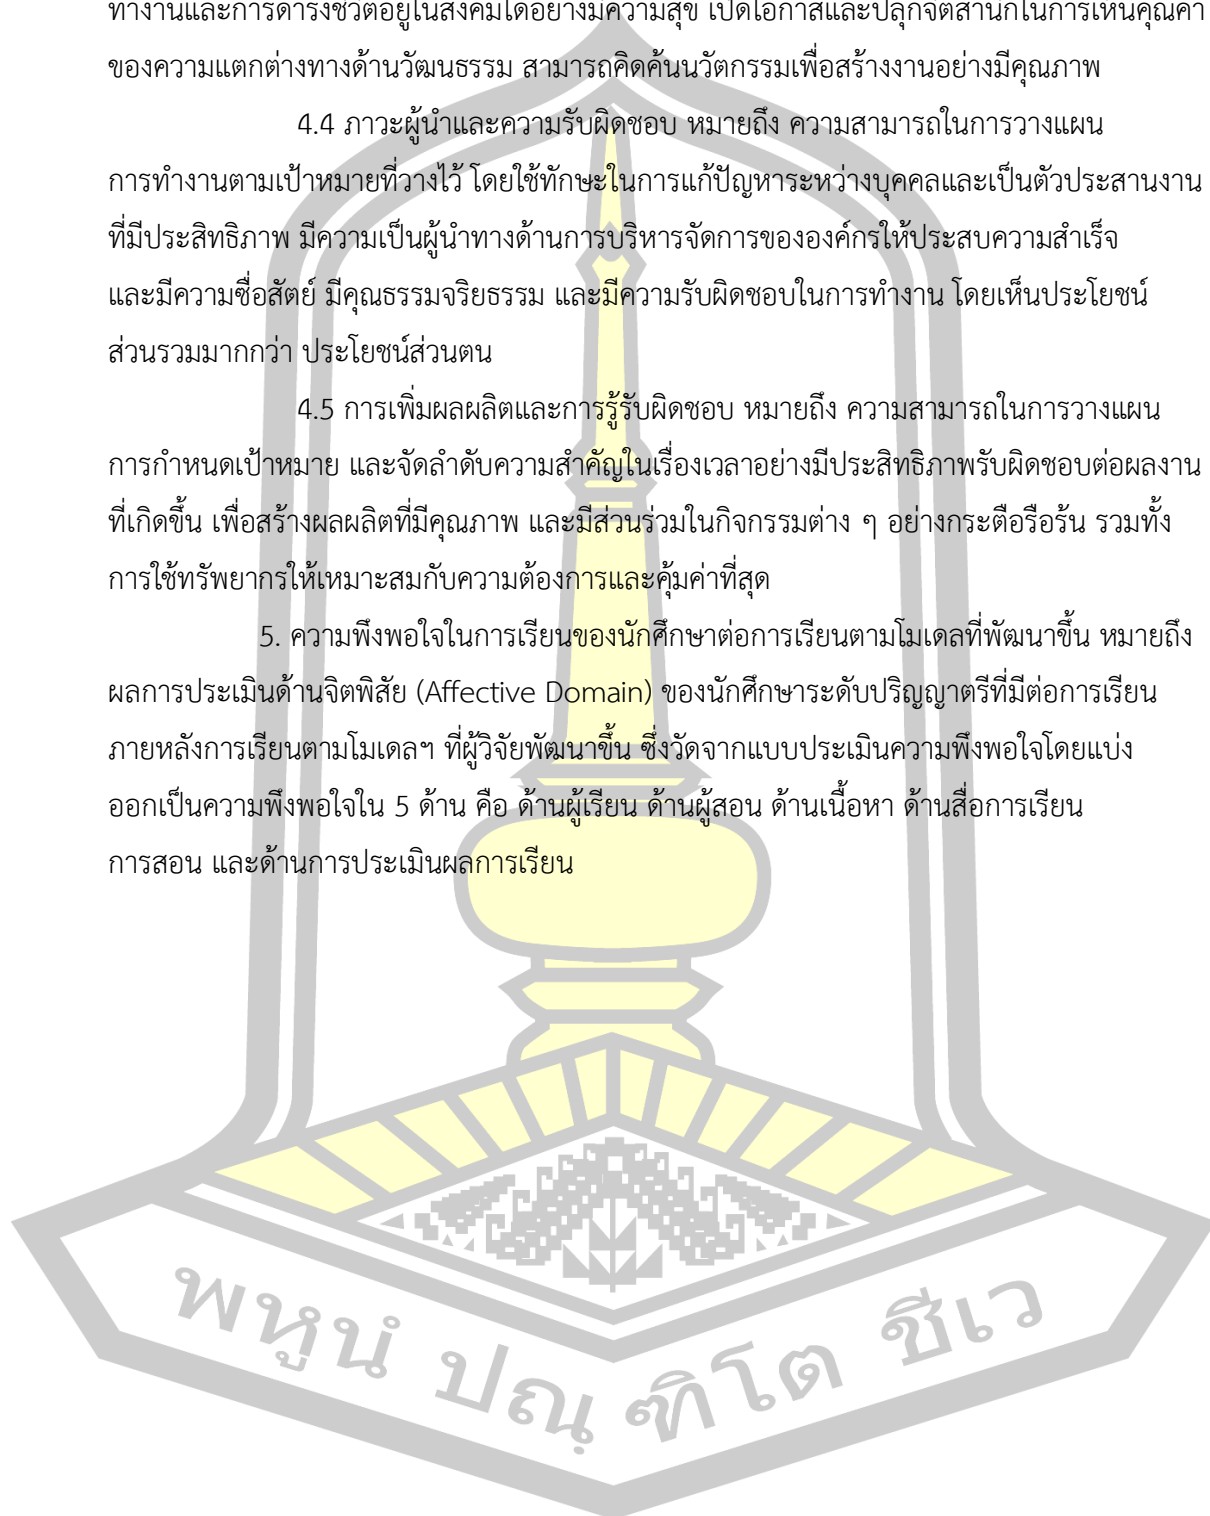 ทำงานและการดำรงชีวิตอยู่ในสังคมได้อย่างมีความสุข เปิดโอกาสและปลุกจิตสำนึกในการเห็นคุณค่า
ของความแตกต่างทางด้านวัฒนธรรม สามารถคิดค้นนวัตกรรมเพื่อสร้างงานอย่างมีคุณภาพ
4.4 ภาวะผู้นำและความรับผิดชอบ หมายถึง ความสามารถในการวางแผน
การทำงานตามเป้าหมายที่วางไว้ โดยใช้ทักษะในการแก้ปัญหาระหว่างบุคคลและเป็นตัวประสานงาน
ที่มีประสิทธิภาพ มีความเป็นผู้นำทางด้านการบริหารจัดการขององค์กรให้ประสบความสำเร็จ
และมีความซื่อสัตย์ มีคุณธรรมจริยธรรม และมีความรับผิดชอบในการทำงาน โดยเห็นประโยชน์
ส่วนรวมมากกว่า ประโยชน์ส่วนตน
4.5 การเพิ่มผลผลิตและการรู้รับผิดชอบ หมายถึง ความสามารถในการวางแผน
การกำหนดเป้าหมาย และจัดลำดับความสำคัญในเรื่องเวลาอย่างมีประสิทธิภาพรับผิดชอบต่อผลงาน
ที่เกิดขึ้น เพื่อสร้างผลผลิตที่มีคุณภาพ และมีส่วนร่วมในกิจกรรมต่าง ๆ อย่างกระตือรือร้น รวมทั้ง
การใช้ทรัพยากรให้เหมาะสมกับความต้องการและคุ้มค่าที่สุด
5. ความพึงพอใจในการเรียนของนักศึกษาต่อการเรียนตามโมเดลที่พัฒนาขึ้น หมายถึง
ผลการประเมินด้านจิตพิสัย (Affective Domain) ของนักศึกษาระดับปริญญาตรีที่มีต่อการเรียน
ภายหลังการเรียนตามโมเดลฯ ที่ผู้วิจัยพัฒนาขึ้น ซึ่งวัดจากแบบประเมินความพึงพอใจโดยแบ่ง
ออกเป็นความพึงพอใจใน 5 ด้าน คือ ด้านผู้เรียน ด้านผู้สอน ด้านเนื้อหา ด้านสื่อการเรียน
การสอน และด้านการประเมินผลการเรียน
พหูนํ ปณฺฑิโต ชีเว